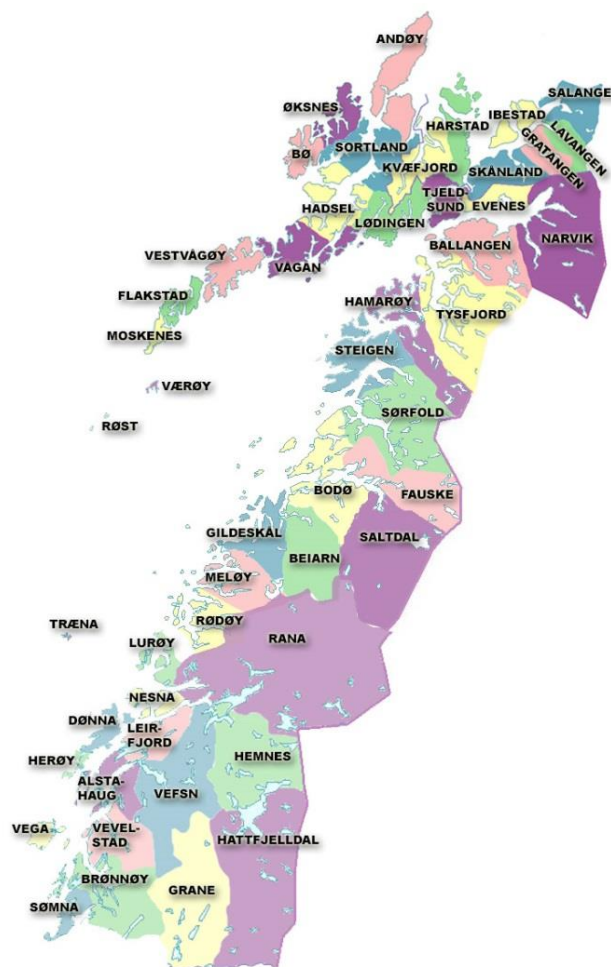 ANDØY
SALANGE
ØKSNES
IBESTAD
HARSTAD
LAVANGEN
SORTLAND
GRATANGEN
BØ
KVÆFJORD
SKÅNLAND
TJELD-
SUND
EVENES
HADSEL
LØDINGEN
NARVIK
BALLANGEN
VESTVÅGØY
VÅGAN
FLAKSTAD
HAMARØY
TYSFJORD
MOSKENES
STEIGEN
VÆRØY
SØRFOLD
RØST
BODØ
FAUSKE
GILDESKÅL
SALTDAL
BEIARN
MELØY
RØDØY
TRÆNA
RANA
LURØY
NESNA
DØNNA
LEIR-
FJORD
HERØY
HEMNES
ALSTA-
HAUG
VEFSN
VEGA
VEVEL-
STAD
HATTFJELLDAL
BRØNNØY
GRANE
SØMNA